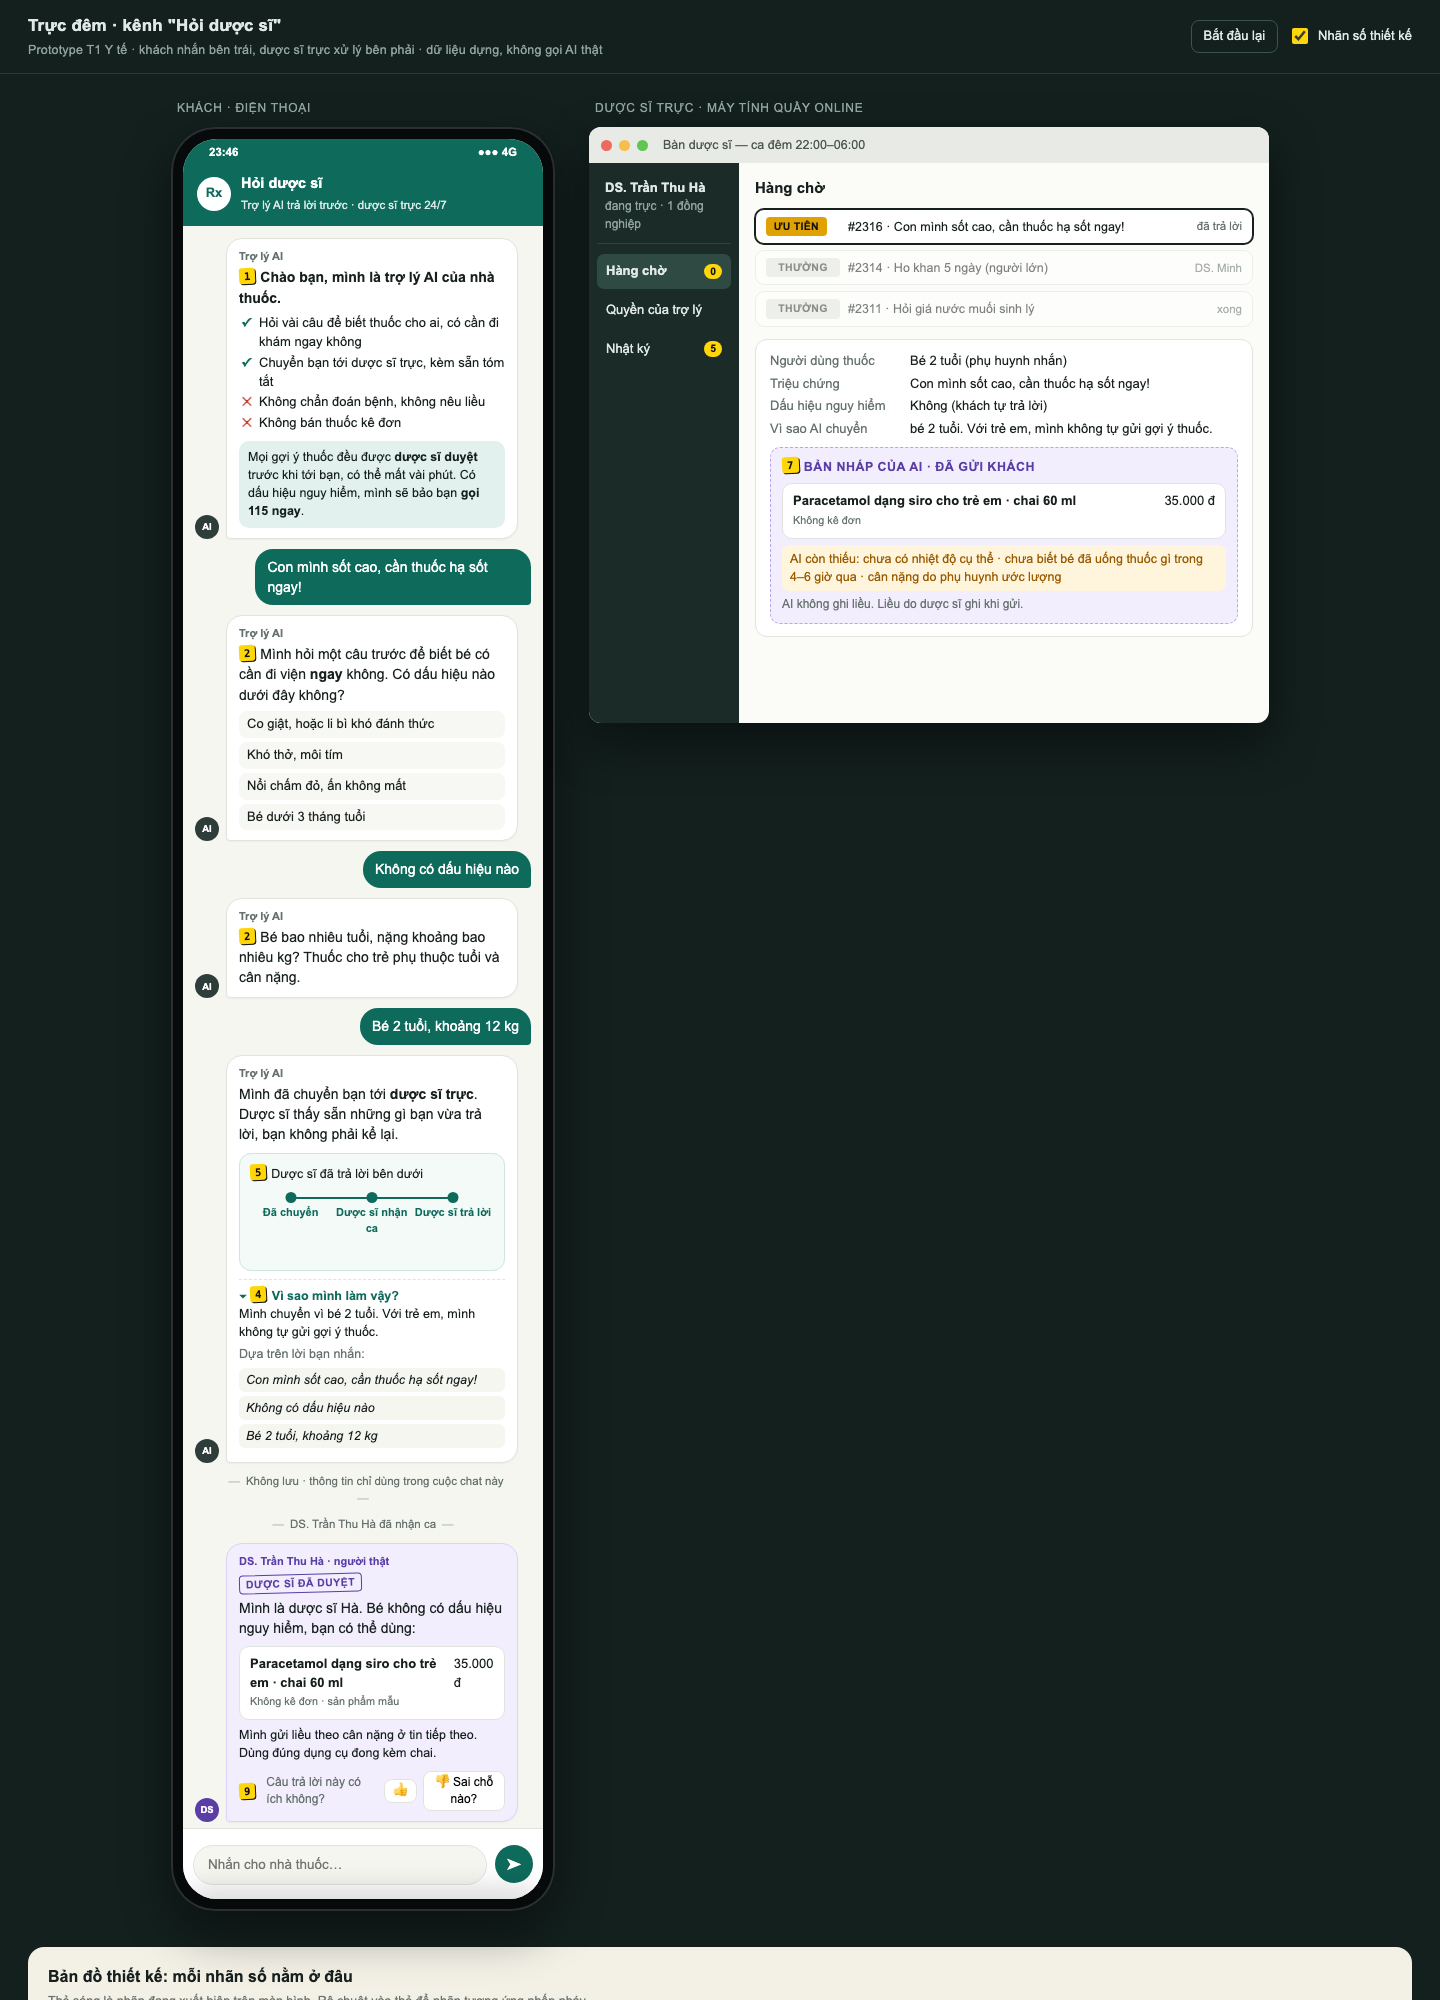 Trực đêm · kênh "Hỏi dược sĩ"
Prototype T1 Y tế · khách nhắn bên trái, dược sĩ trực xử lý bên phải · dữ liệu dựng, không gọi AI thật
Bắt đầu lại
Nhãn số thiết kế
KHÁCH · ĐIỆN THOẠI
23:46
4G
Rx
Hỏi dược sĩ
Trợ lý AI trả lời trước · dược sĩ trực 24/7
Trợ lý AI
1 Chào bạn, mình là trợ lý AI của nhà
thuốc.
Hỏi vài câu để biết thuốc cho ai, có cần đi
khám ngay không
Chuyển bạn tới dược sĩ trực, kèm sẵn tóm
tắt
Không chẩn đoán bệnh, không nêu liều
Không bán thuốc kê đơn
Mọi gợi ý thuốc đều được dược sĩ duyệt
trước khi tới bạn, có thể mất vài phút. Có
dấu hiệu nguy hiểm, mình sẽ bảo bạn gọi
115 ngay.
AI
Con mình sốt cao, cần thuốc hạ sốt
ngay!
Trợ lý AI
2 Mình hỏi một câu trước để biết bé có
cần đi viện ngay không. Có dấu hiệu nào
dưới đây không?
Co giật, hoặc li bì khó đánh thức
Khó thở, môi tím
Nổi chấm đỏ, ấn không mất
Bé dưới 3 tháng tuổi
AI
Không có dấu hiệu nào
Trợ lý AI
2 Bé bao nhiêu tuổi, nặng khoảng bao
nhiêu kg? Thuốc cho trẻ phụ thuộc tuổi và
cân nặng.
AI
Bé 2 tuổi, khoảng 12 kg
Trợ lý AI
Mình đã chuyển bạn tới dược sĩ trực.
Dược sĩ thấy sẵn những gì bạn vừa trả
lời, bạn không phải kể lại.
5 Dược sĩ đã trả lời bên dưới
Đã chuyển
Dược sĩ nhận
ca
Dược sĩ trả lời
4 Vì sao mình làm vậy?
Mình chuyển vì bé 2 tuổi. Với trẻ em, mình
không tự gửi gợi ý thuốc.
Dựa trên lời bạn nhắn:
Con mình sốt cao, cần thuốc hạ sốt ngay!
Không có dấu hiệu nào
Bé 2 tuổi, khoảng 12 kg
AI
— Không lưu · thông tin chỉ dùng trong cuộc chat này
—
— DS. Trần Thu Hà đã nhận ca —
DS. Trần Thu Hà · người thật
DƯỢC SĨ ĐÃ DUYỆT
Mình là dược sĩ Hà. Bé không có dấu hiệu
nguy hiểm, bạn có thể dùng:
Paracetamol dạng siro cho trẻ
em · chai 60 ml
35.000
đ
Không kê đơn · sản phẩm mẫu
Mình gửi liều theo cân nặng ở tin tiếp theo.
Dùng đúng dụng cụ đong kèm chai.
9 Câu trả lời này có
ích không?
👍
👎 Sai chỗ
nào?
DS
Nhắn cho nhà thuốc…
DƯỢC SĨ TRỰC · MÁY TÍNH QUẦY ONLINE
Bàn dược sĩ — ca đêm 22:00–06:00
DS. Trần Thu Hà
đang trực · 1 đồng
nghiệp
Hàng chờ 0
Quyền của trợ lý
Nhật ký 5
Hàng chờ
ƯU TIÊN #2316 · Con mình sốt cao, cần thuốc hạ sốt ngay! đã trả lời
THƯỜNG #2314 · Ho khan 5 ngày (người lớn) DS. Minh
THƯỜNG #2311 · Hỏi giá nước muối sinh lý xong
Người dùng thuốc Bé 2 tuổi (phụ huynh nhắn)
Triệu chứng Con mình sốt cao, cần thuốc hạ sốt ngay!
Dấu hiệu nguy hiểm Không (khách tự trả lời)
Vì sao AI chuyển bé 2 tuổi. Với trẻ em, mình không tự gửi gợi ý thuốc.
7 BẢN NHÁP CỦA AI · ĐÃ GỬI KHÁCH
Paracetamol dạng siro cho trẻ em · chai 60 ml 35.000 đ
Không kê đơn
AI còn thiếu: chưa có nhiệt độ cụ thể · chưa biết bé đã uống thuốc gì trong
4–6 giờ qua · cân nặng do phụ huynh ước lượng
AI không ghi liều. Liều do dược sĩ ghi khi gửi.
Bản đồ thiết kế: mỗi nhãn số nằm ở đâu